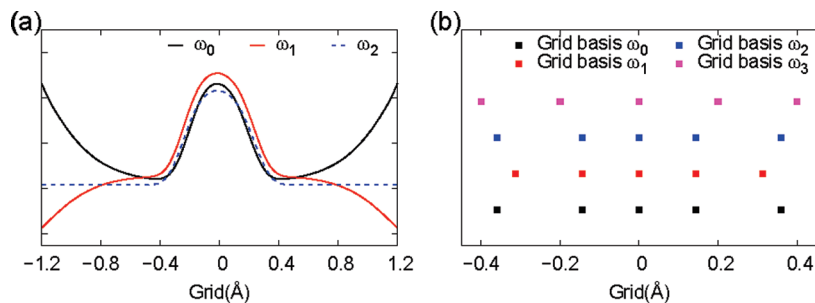 (a)
ω0 ω1 ω2
−1.2 −0.8 −0.4 0 0.4 0.8 1.2
Grid(Å)
(b)
Grid basis ω0 Grid basis ω2
Grid basis ω1 Grid basis ω3
−0.4 −0.2 0 0.2 0.4
Grid(Å)